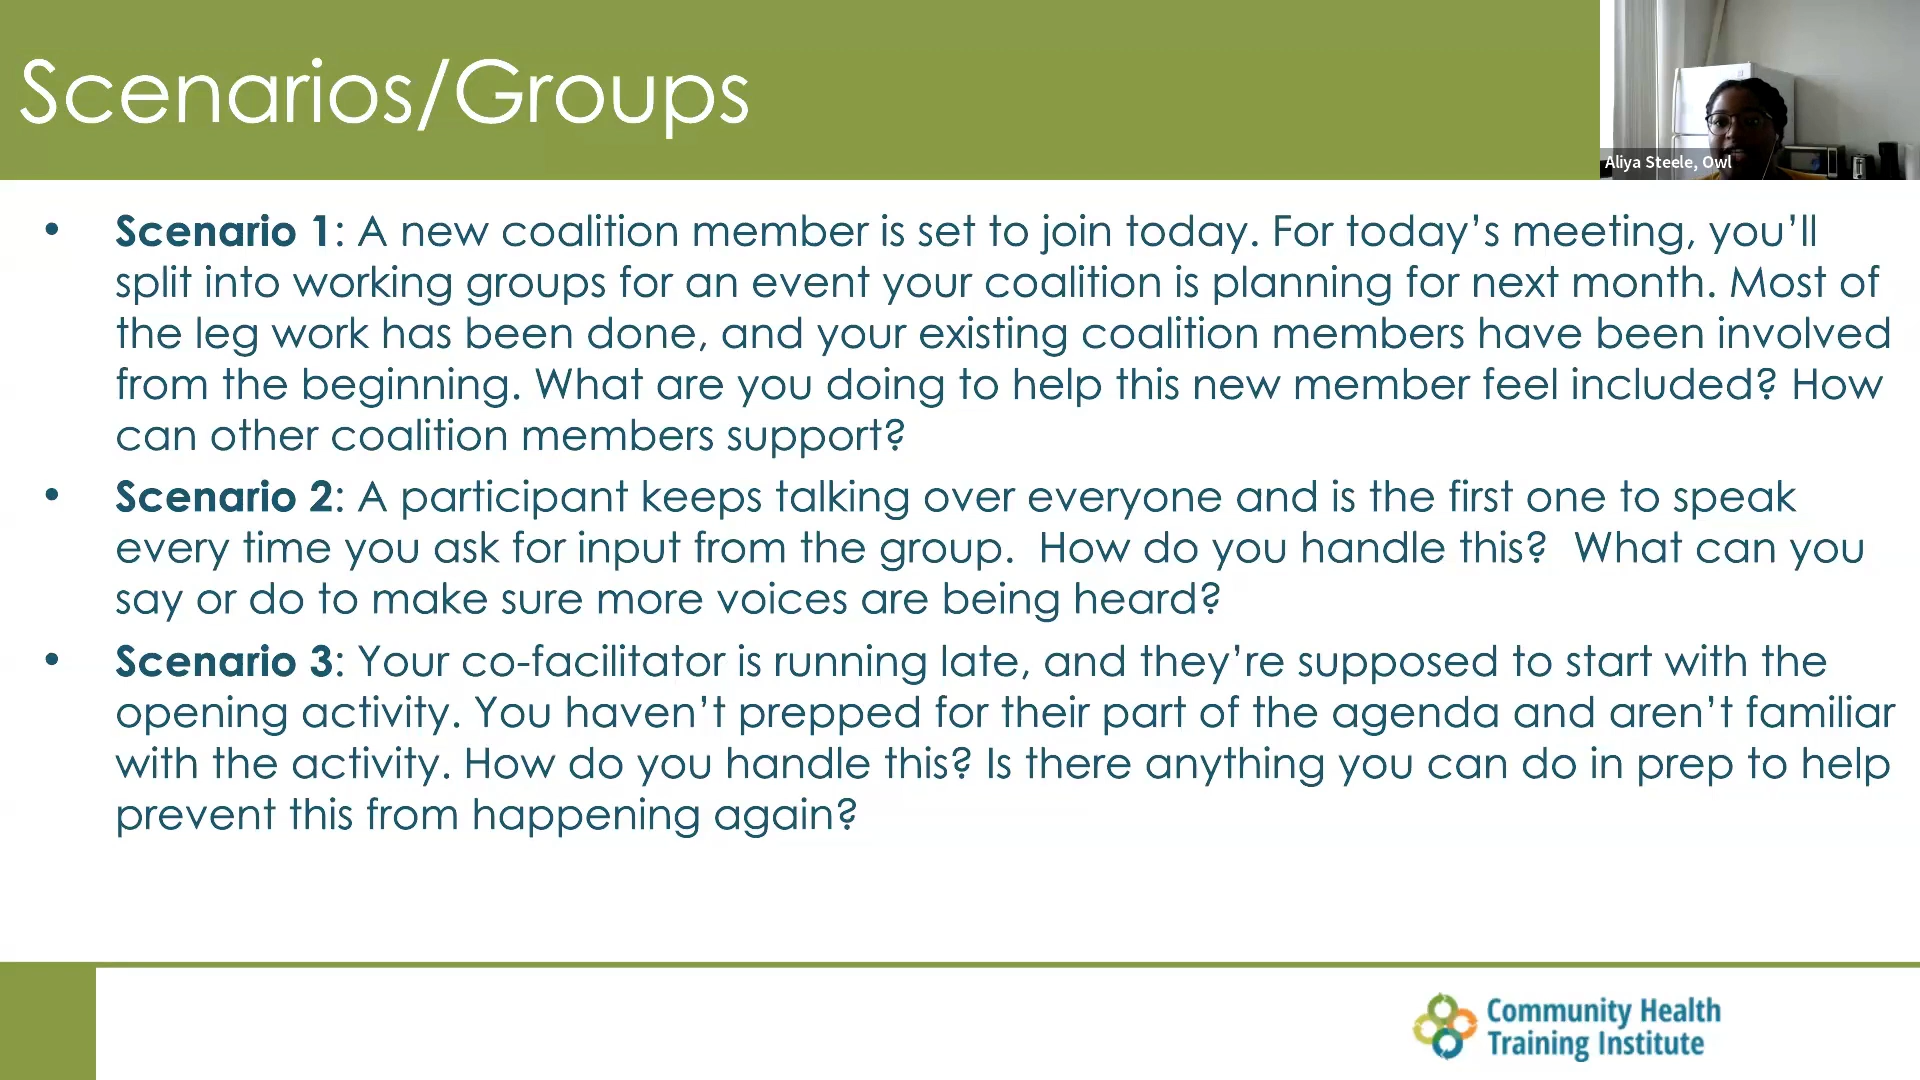 Scenarios/Groups
Aliya Steele, Owl
• Scenario 1: A new coalition member is set to join today. For today’s meeting, you’ll
split into working groups for an event your coalition is planning for next month. Most of
the leg work has been done, and your existing coalition members have been involved
from the beginning. What are you doing to help this new member feel included? How
can other coalition members support?
• Scenario 2: A participant keeps talking over everyone and is the first one to speak
every time you ask for input from the group.  How do you handle this?  What can you
say or do to make sure more voices are being heard?
• Scenario 3: Your co-facilitator is running late, and they’re supposed to start with the
opening activity. You haven’t prepped for their part of the agenda and aren’t familiar
with the activity. How do you handle this? Is there anything you can do in prep to help
prevent this from happening again?
Community Health
Training Institute